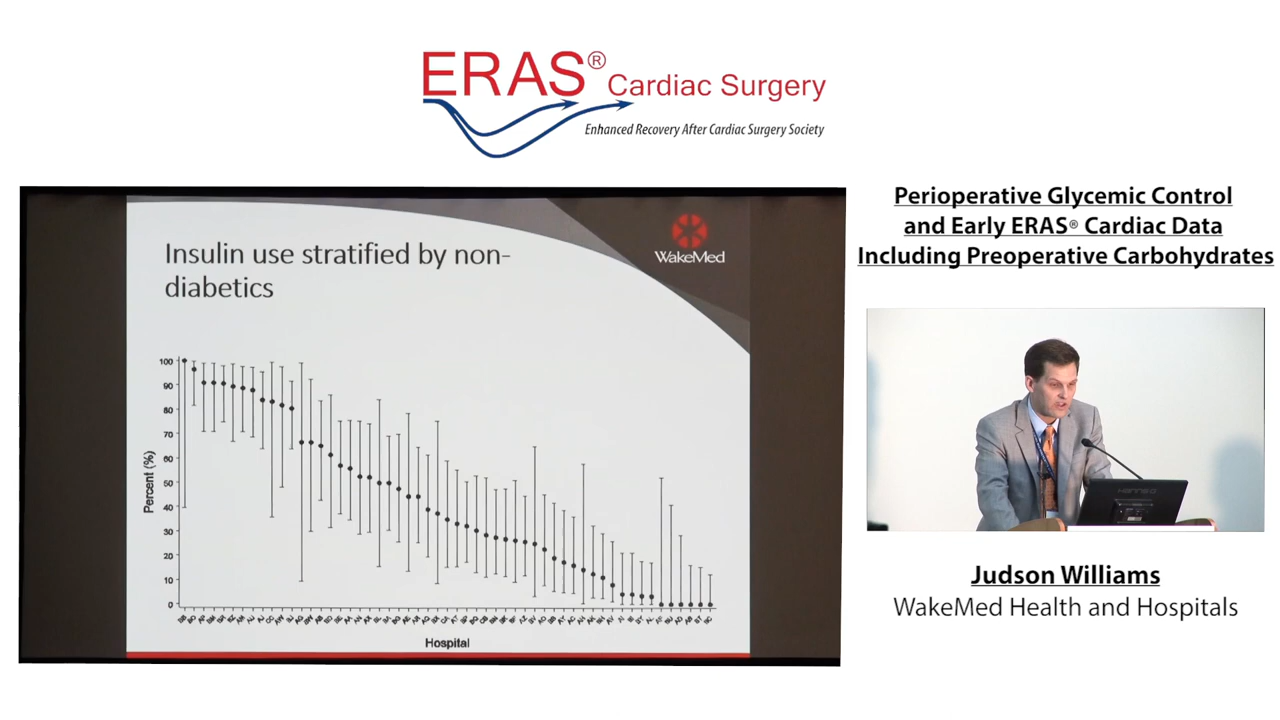 ERAS®
Cardiac Surgery
Enhanced Recovery After Cardiac Surgery Society
Perioperative Glycemic Control
and Early ERAS® Cardiac Data
Including Preoperative Carbohydrates
Insulin use stratified by non-
diabetics
WakeMed
100
90
80
70
60
50
40
30
20
10
0
Percent (%)
Hospital
Judson Williams
WakeMed Health and Hospitals